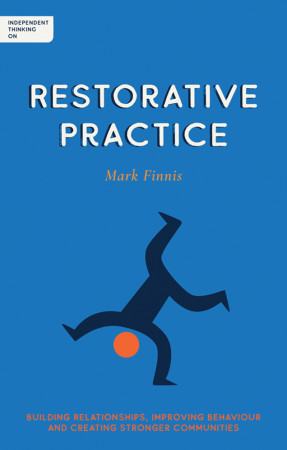 INDEPENDENT
THINKING
ON
RESTORATIVE
PRACTICE
Mark Finnis
BUILDING RELATIONSHIPS, IMPROVING BEHAVIOUR
AND CREATING STRONGER COMMUNITIES